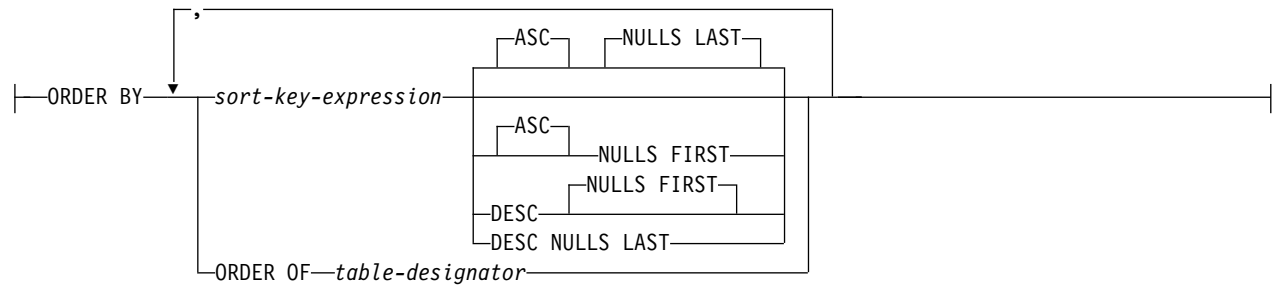 ,
ASC NULLS LAST
ORDER BY sort-key-expression
ASC
NULLS FIRST
NULLS FIRST
DESC
DESC NULLS LAST
ORDER OF table-designator